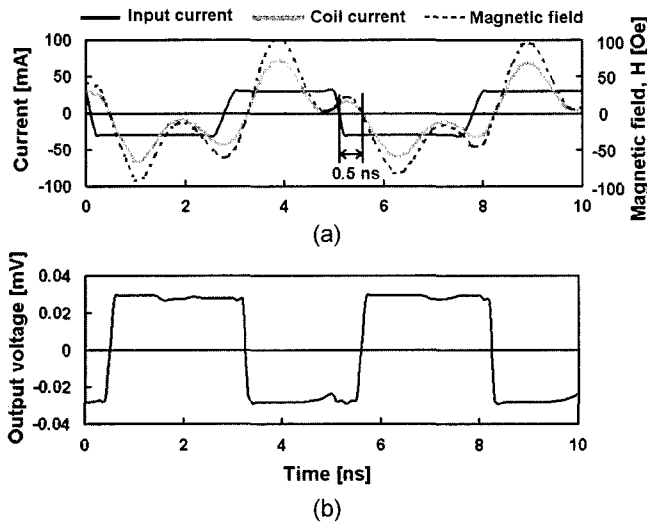 Input current Coil current Magnetic field
100
50
0
-50
-100
Current [mA]
100
50
0
-50
-100
Magnetic field, H [Oe]
0.5 ns
0 2 4 6 8 10
(a)
0.04
0.02
0
-0.02
-0.04
Output voltage [mV]
0 2 4 6 8 10
Time [ns]
(b)